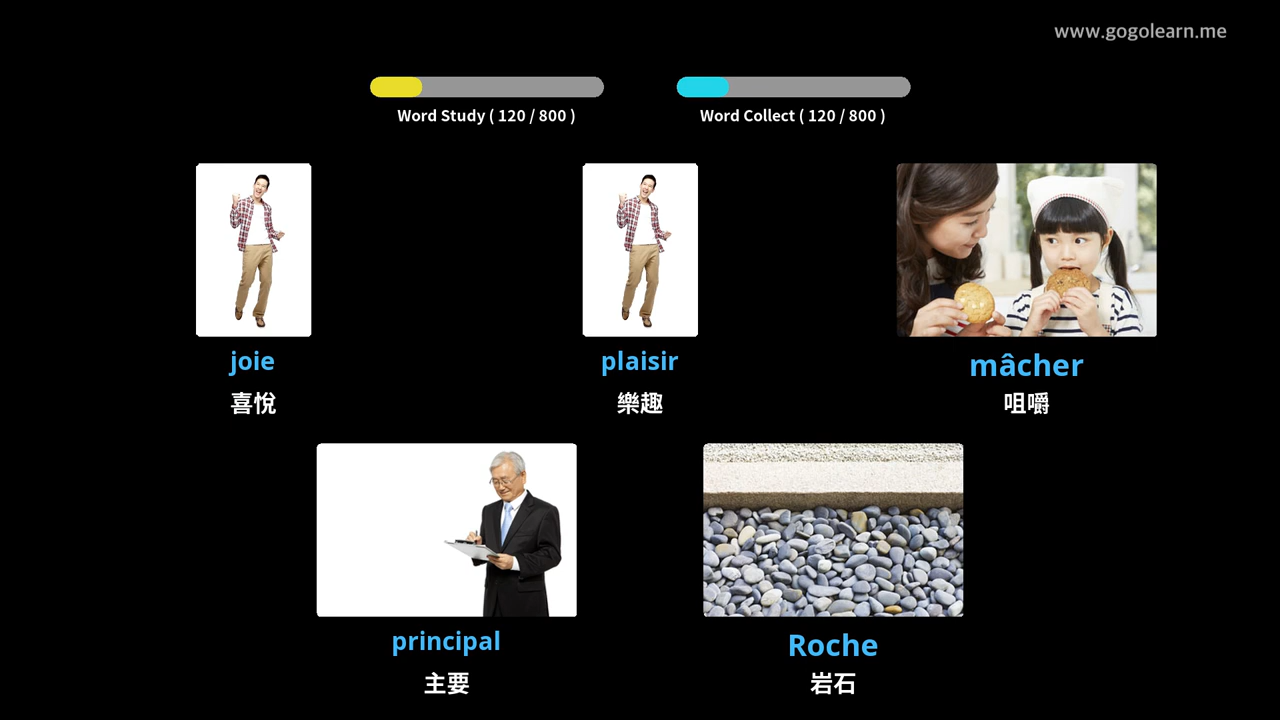 www.gogolearn.me
Word Study ( 120 / 800 )
Word Collect ( 120 / 800 )
joie
喜悅
plaisir
樂趣
mâcher
咀嚼
principal
主要
Roche
岩石